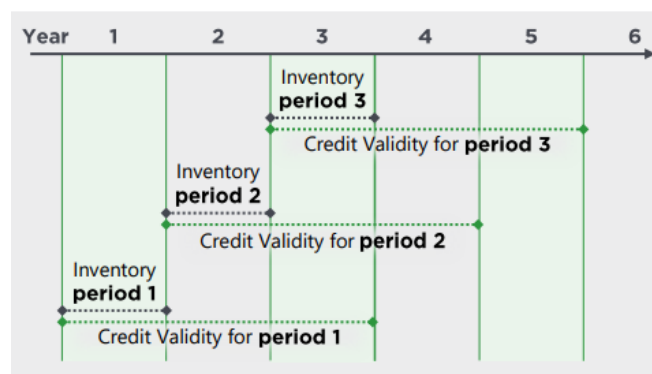 Year 1 2 3 4 5 6
Inventory
period 3
Credit Validity for period 3
Inventory
period 2
Credit Validity for period 2
Inventory
period 1
Credit Validity for period 1